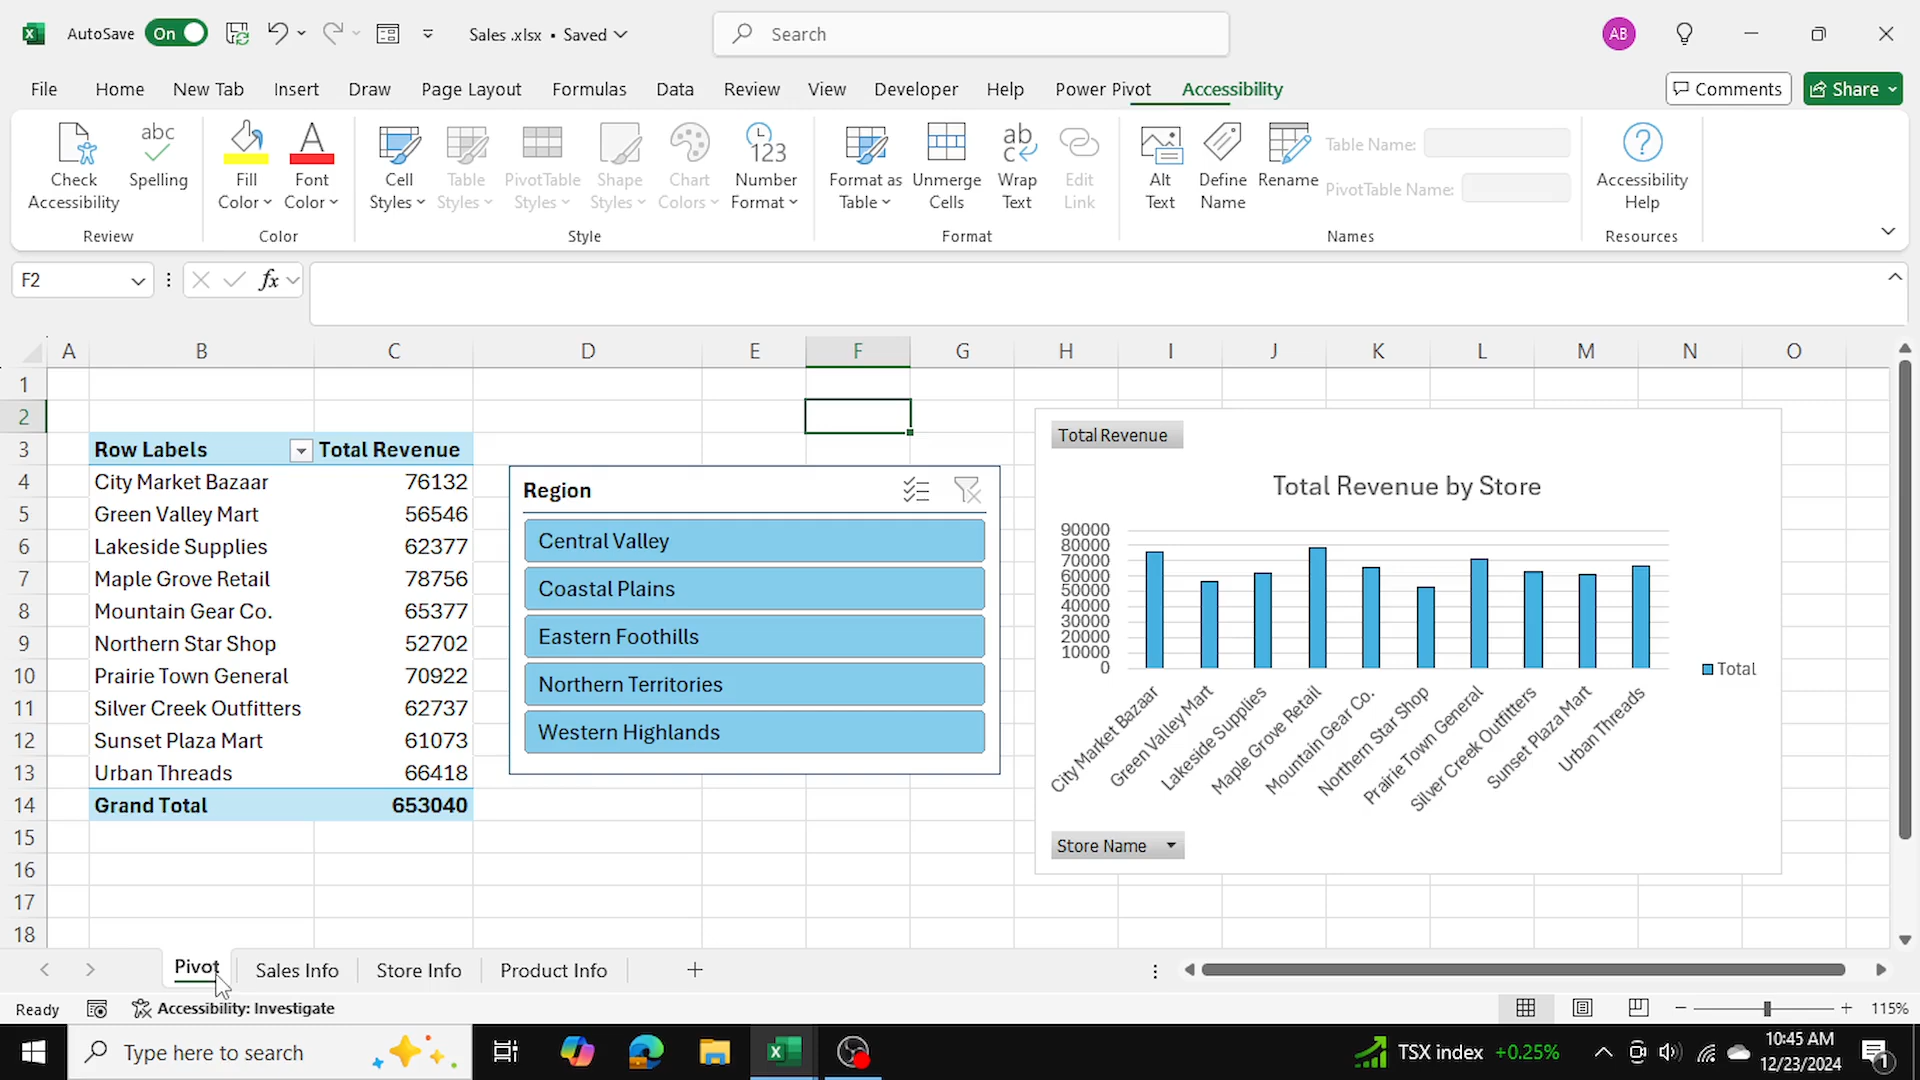 AutoSave On Sales .xlsx • Saved Search AB
File Home New Tab Insert Draw Page Layout Formulas Data Review View Developer Help Power Pivot Accessibility Comments Share
Check Accessibility
abc Spelling
Review
Fill Color
A Font Color
Color
Cell Styles
Table Styles
PivotTable Styles
Shape Styles
Chart Colors
123 Number Format
Style
Format as Table
Unmerge Cells
ab c Wrap Text
Edit Link
Format
Alt Text
Define Name
Rename
Table Name:
PivotTable Name:
Names
? Accessibility Help
Resources
F2 fx
A B C D E F G H I J K L M N O
1
2
3 Row Labels Total Revenue
4 City Market Bazaar 76132
5 Green Valley Mart 56546
6 Lakeside Supplies 62377
7 Maple Grove Retail 78756
8 Mountain Gear Co. 65377
9 Northern Star Shop 52702
10 Prairie Town General 70922
11 Silver Creek Outfitters 62737
12 Sunset Plaza Mart 61073
13 Urban Threads 66418
14 Grand Total 653040
15
16
17
18
Region
Central Valley
Coastal Plains
Eastern Foothills
Northern Territories
Western Highlands
Total Revenue
Total Revenue by Store
90000
80000
70000
60000
50000
40000
30000
20000
10000
0
City Market Bazaar
Green Valley Mart
Lakeside Supplies
Maple Grove Retail
Mountain Gear Co.
Northern Star Shop
Prairie Town General
Silver Creek Outfitters
Sunset Plaza Mart
Urban Threads
Total
Store Name
Pivot Sales Info Store Info Product Info
Ready Accessibility: Investigate 115%
Type here to search TSX index +0.25% 10:45 AM
12/23/2024 1